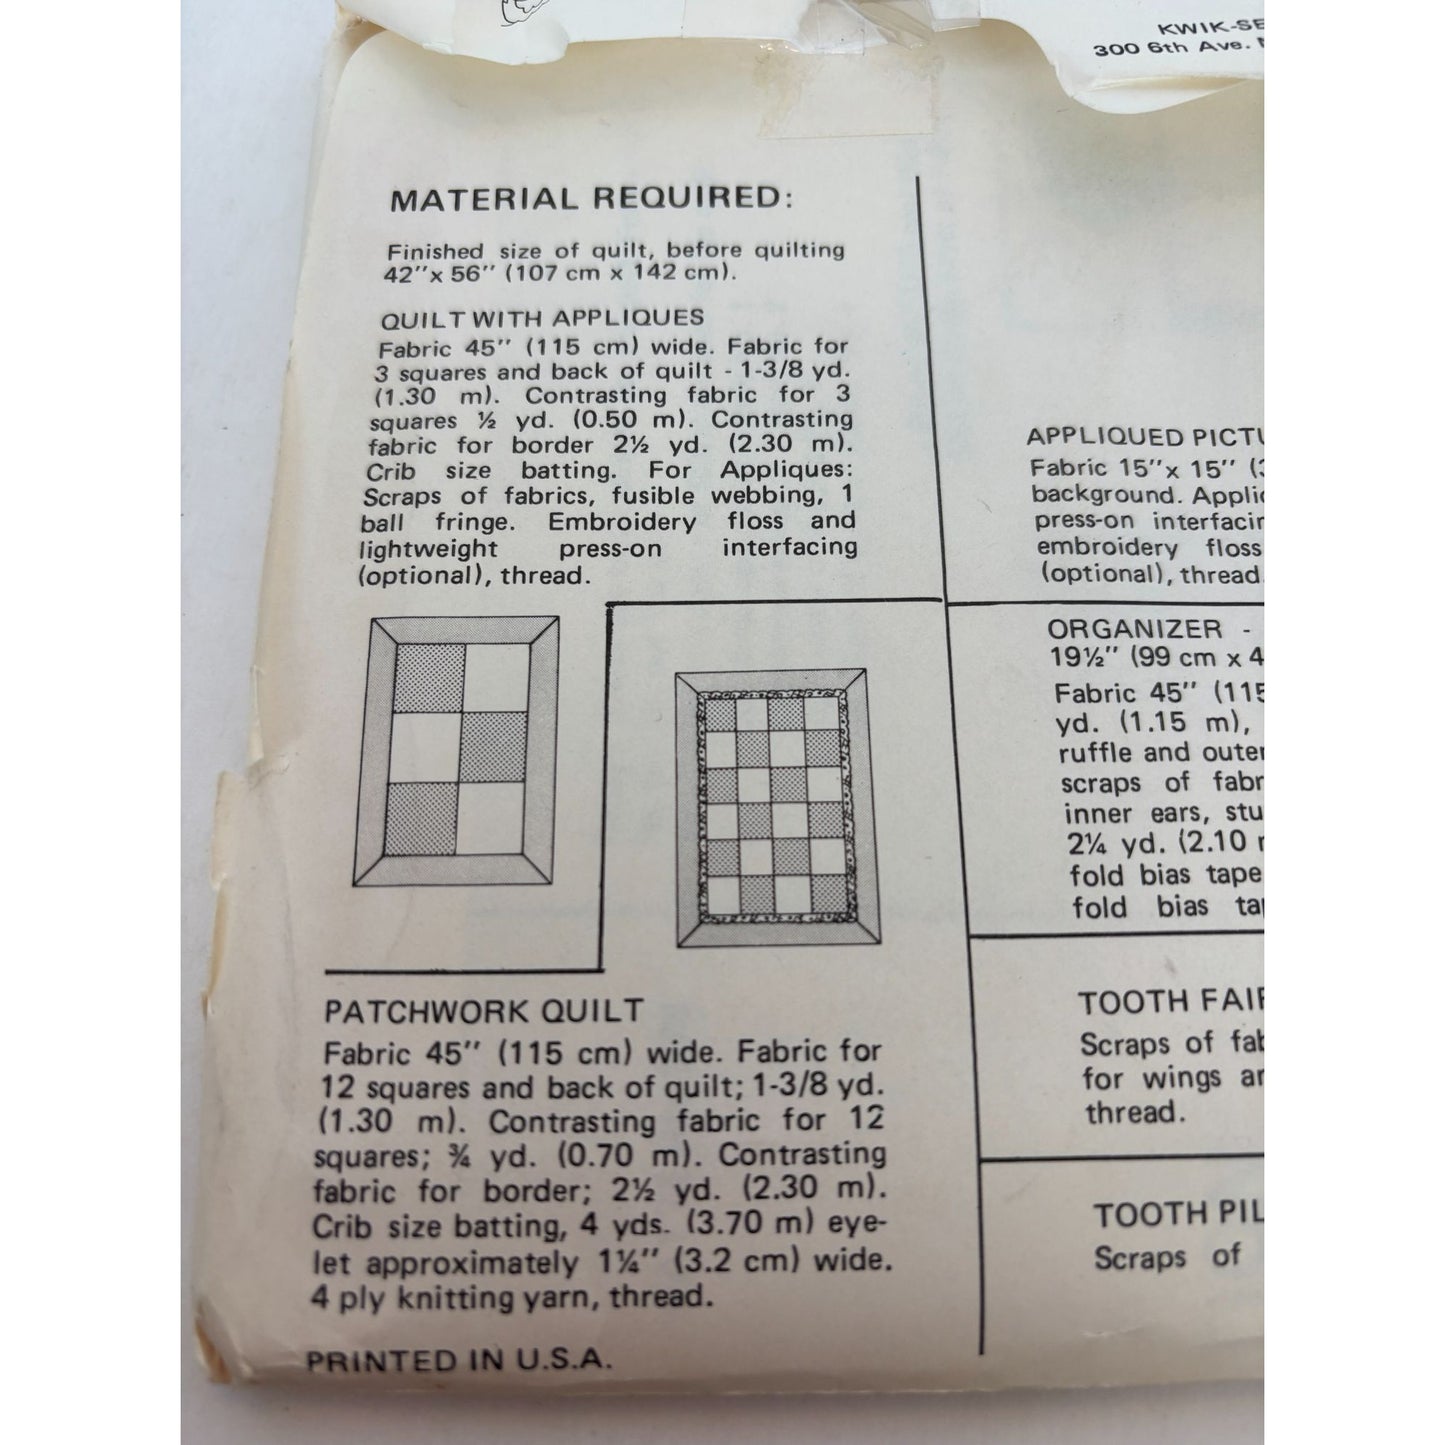 KWIK-SE
300 6th Ave.
MATERIAL REQUIRED:
Finished size of quilt, before quilting
42"x 56" (107 cm x 142 cm).
QUILT WITH APPLIQUES
Fabric 45" (115 cm) wide. Fabric for
3 squares and back of quilt - 1-3/8 yd.
(1.30 m). Contrasting fabric for 3
squares ½ yd. (0.50 m). Contrasting
fabric for border 2½ yd. (2.30 m).
Crib size batting. For Appliques:
Scraps of fabrics, fusible webbing, 1
ball fringe. Embroidery floss and
lightweight press-on interfacing
(optional), thread.
PATCHWORK QUILT
Fabric 45" (115 cm) wide. Fabric for
12 squares and back of quilt; 1-3/8 yd.
(1.30 m). Contrasting fabric for 12
squares; ¾ yd. (0.70 m). Contrasting
fabric for border; 2½ yd. (2.30 m).
Crib size batting, 4 yds. (3.70 m) eye-
let approximately 1¼" (3.2 cm) wide.
4 ply knitting yarn, thread.
PRINTED IN U.S.A.
APPLIQUED PICTU
Fabric 15"x 15" (
background. Appli
press-on interfacin
embroidery floss
(optional), thread.
ORGANIZER -
19½" (99 cm x 4
Fabric 45" (115
yd. (1.15 m),
ruffle and outer
scraps of fabr
inner ears, stu
2¼ yd. (2.10
fold bias tape
fold bias ta
TOOTH FAI
Scraps of fab
for wings an
thread.
TOOTH PIL
Scraps of